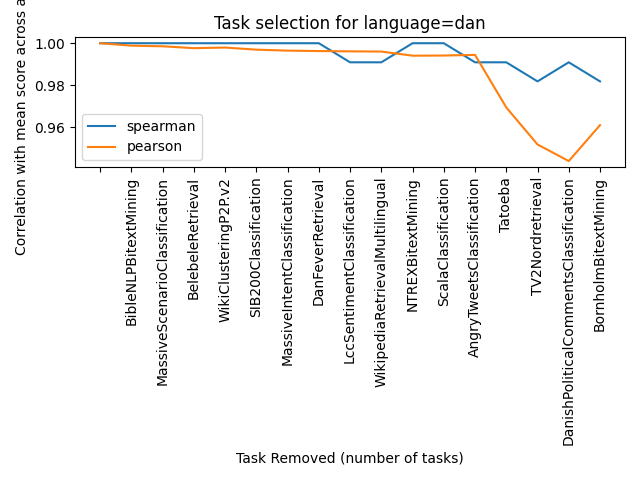 Task selection for language=dan
Correlation with mean score across a
1.00
0.98
0.96
spearman
pearson
BibleNLPBitextMining
MassiveScenarioClassification
BelebeleRetrieval
WikiClusteringP2P.v2
SIB200Classification
MassiveIntentClassification
DanFeverRetrieval
LccSentimentClassification
WikipediaRetrievalMultilingual
NTREXBitextMining
ScalaClassification
AngryTweetsClassification
Tatoeba
TV2Nordretrieval
DanishPoliticalCommentsClassification
BornholmBitextMining
Task Removed (number of tasks)